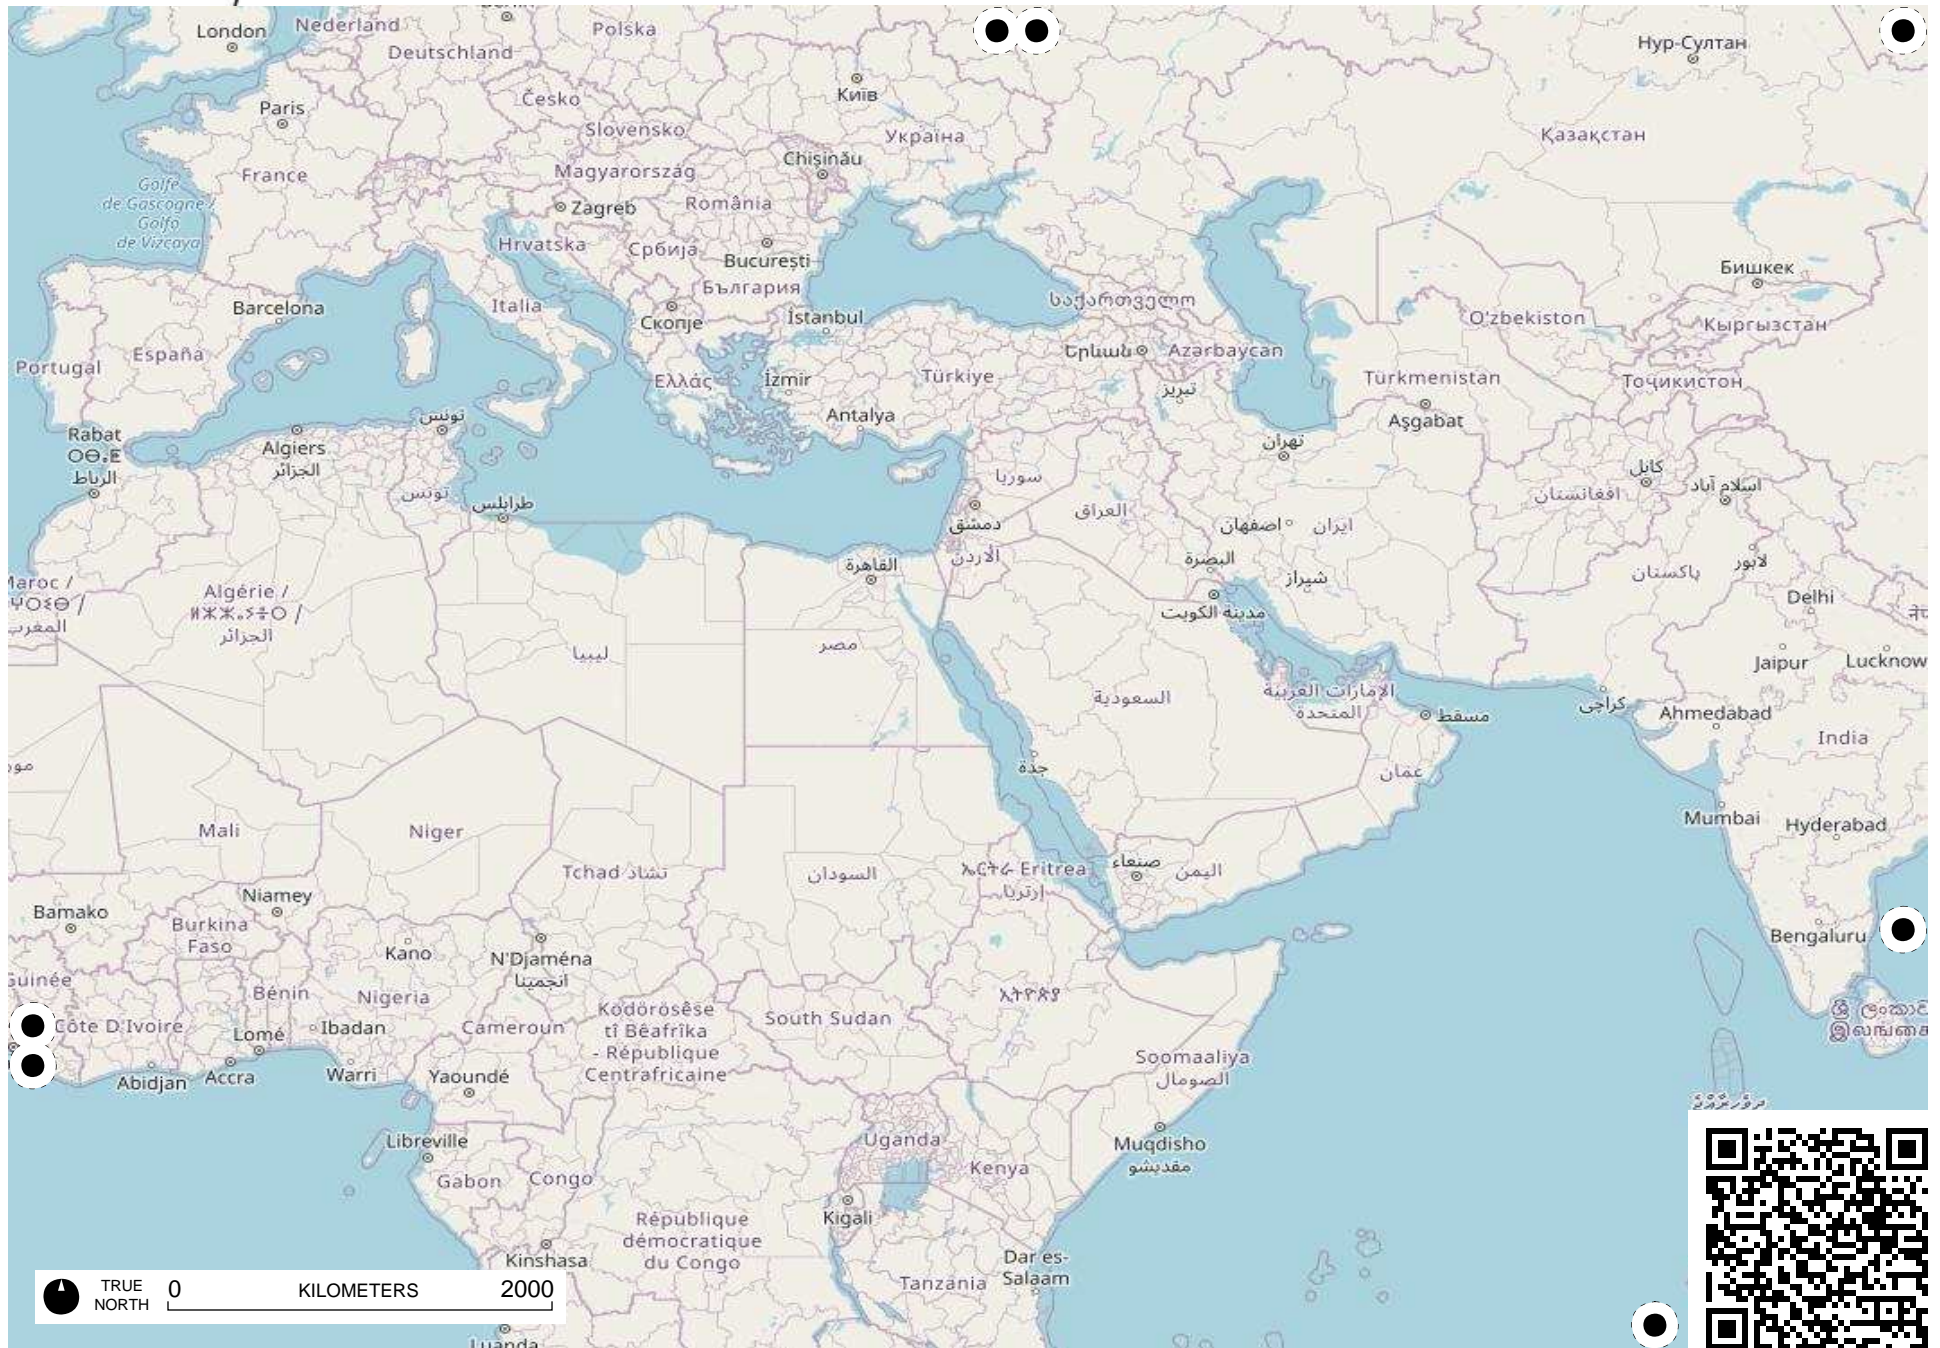 London
Nederland
Deutschland
Polska
Нур-Султан
Київ
Paris
Česko
Slovensko
Україна
Қазақстан
Chișinău
France
Magyarország
Golfe
de Gascogne /
Golfo
de Vizcaya
Zagreb
România
Hrvatska
Србија
București
Бишкек
България
Barcelona
Italia
Скопје
İstanbul
საქართველო
O'zbekiston
Кыргызстан
Portugal
España
Երևան
Azərbaycan
Ελλάς
İzmir
Türkiye
تبریز
Türkmenistan
Тоҷикистон
Antalya
Aşgabat
تونس
Rabat
ⵔⴱⴰⵟ
الرباط
Algiers
الجزائر
تهران
کابل
اسلام آباد
تونس
طرابلس
سوريا
افغانستان
دمشق
العراق
اصفهان
ایران
الأردن
القاهرة
البصرة
شیراز
پاکستان
لاہور
Maroc /
المغرب
Algérie /
ⵍⵣⵣⴰⵢⴻⵔ /
الجزائر
Delhi
مدينة الكويت
ليبيا
مصر
Jaipur
Lucknow
السعودية
الإمارات العربية
المتحدة
مسقط
کراچی
Ahmedabad
India
جدة
عمان
Mali
Niger
Mumbai
Hyderabad
Tchad تشاد
السودان
ኤርትራ Eritrea
إرتريا
صنعاء
اليمن
Niamey
Bamako
Burkina
Faso
Kano
N'Djaména
انجمينا
Bengaluru
Guinée
Bénin
Nigeria
Ködörösêse
tî Bêafrîka
- République
Centrafricaine
ኢትዮጵያ
Côte D'Ivoire
Lomé
Ibadan
Cameroun
South Sudan
Abidjan
Accra
Warri
Yaoundé
Soomaaliya
الصومال
Libreville
Uganda
Kenya
Muqdisho
مقديشو
Gabon
Congo
Kigali
République
démocratique
du Congo
Kinshasa
Dar es-
Salaam
Tanzania
TRUE
NORTH
0 KILOMETERS 2000
Luanda